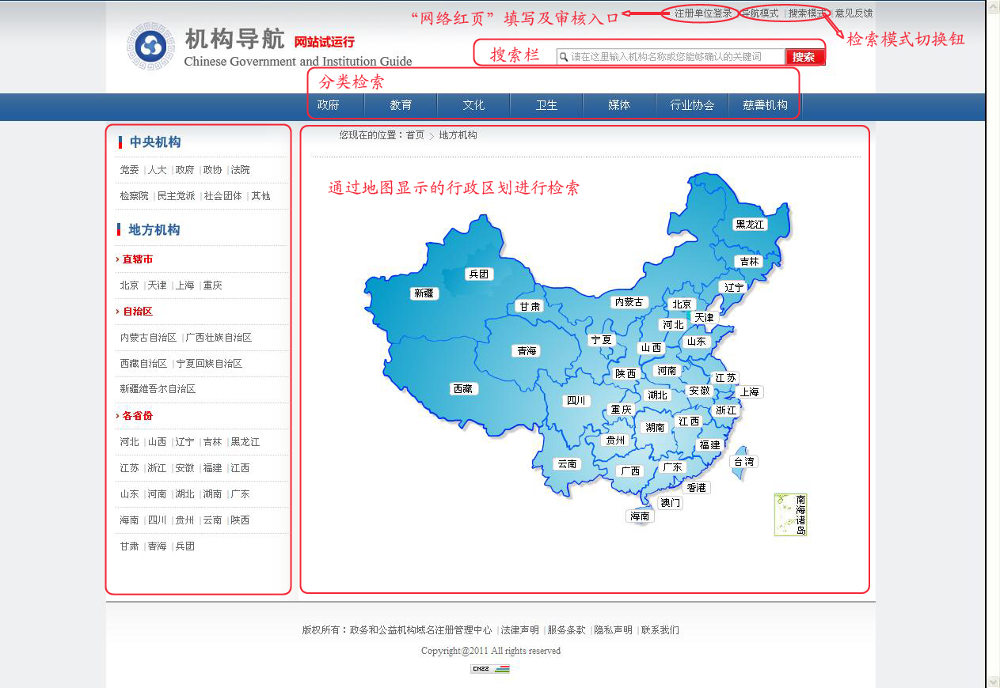 “网络红页”填写及审核入口
注册单位登录 导航模式 |搜索模式| 意见反馈
检索模式切换钮
机构导航 网站试运行
Chinese Government and Institution Guide
搜索栏 请在这里输入机构名称或您能够确认的关键词 搜索
分类检索
政府 教育 文化 卫生 媒体 行业协会 慈善机构
中央机构
党委 |人大 |政府 |政协 |法院
检察院 |民主党派 |社会团体 |其他
地方机构
› 直辖市
北京 |天津 |上海 |重庆
› 自治区
内蒙古自治区 |广西壮族自治区
西藏自治区 |宁夏回族自治区
新疆维吾尔自治区
› 各省份
河北 |山西 |辽宁 |吉林 |黑龙江
江苏 |浙江 |安徽 |福建 |江西
山东 |河南 |湖北 |湖南 |广东
海南 |四川 |贵州 |云南 |陕西
甘肃 |青海 |兵团
您现在的位置：首页 > 地方机构
通过地图显示的行政区划进行检索
黑龙江
吉林
兵团
辽宁
新疆
内蒙古
北京
甘肃
天津
河北
宁夏
山东
山西
青海
河南
陕西
江苏
西藏
安徽
上海
湖北
四川
重庆
浙江
江西
湖南
贵州
福建
台湾
云南
广东
广西
香港
澳门
海南
南海诸岛
版权所有：政务和公益机构域名注册管理中心 |法律声明 |服务条款 |隐私声明 |联系我们
Copyright@2011 All rights reserved
CNZZ